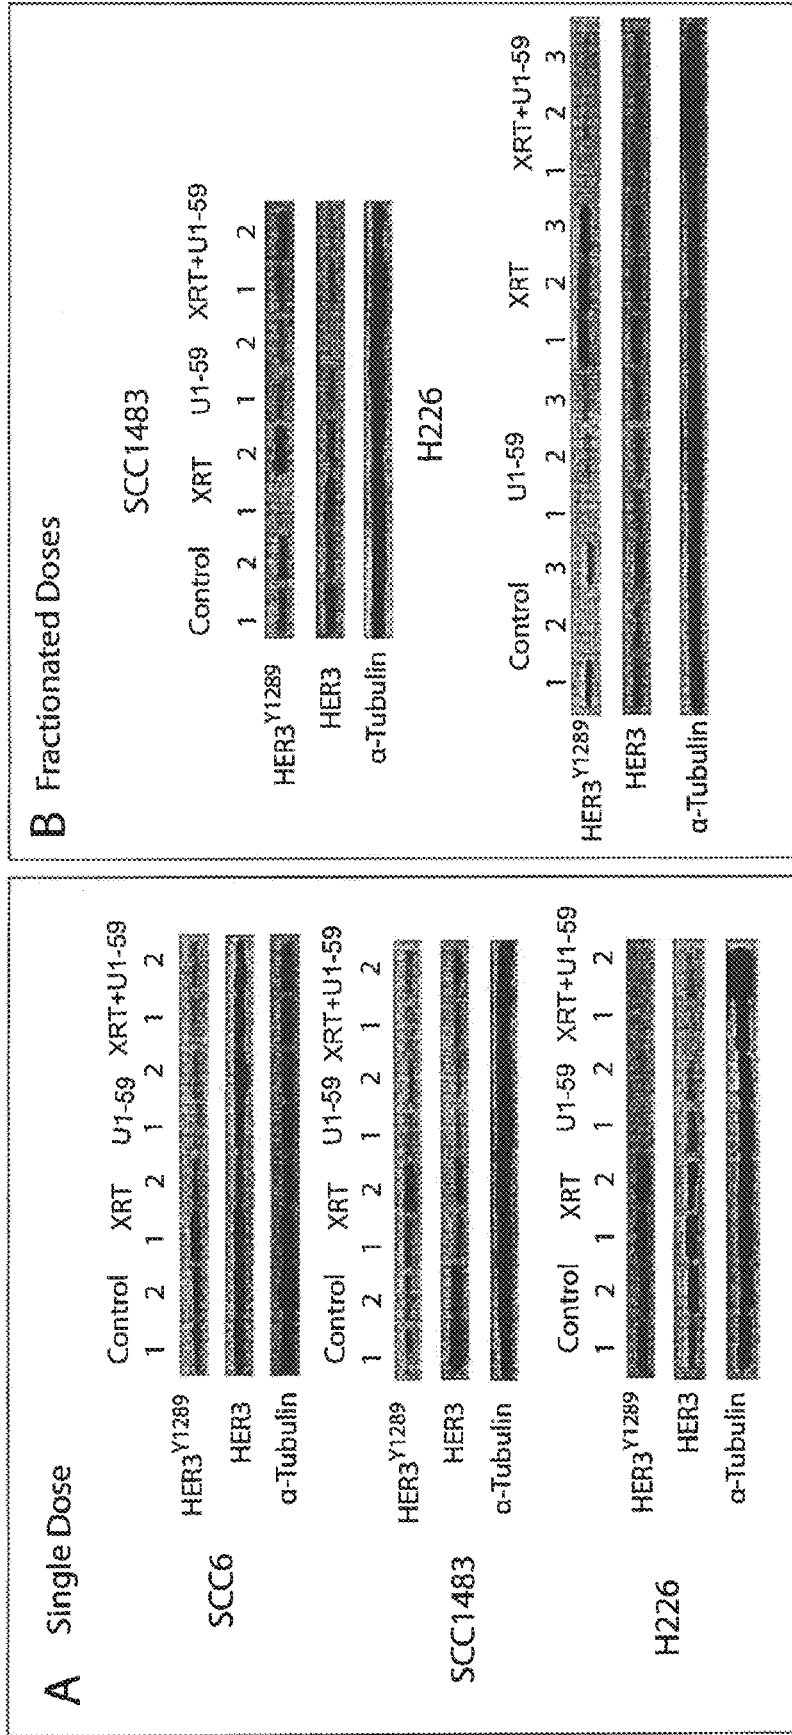 A Single Dose
Control XRT U1-59 XRT+U1-59
1 2 1 2 1 2 1 2
SCC6
HER3Y1289
HER3
α-Tubulin
Control XRT U1-59 XRT+U1-59
1 2 1 2 1 2 1 2
SCC1483
HER3Y1289
HER3
α-Tubulin
Control XRT U1-59 XRT+U1-59
1 2 1 2 1 2 1 2
H226
HER3Y1289
HER3
α-Tubulin
B Fractionated Doses
SCC1483
Control XRT U1-59 XRT+U1-59
1 2 1 2 1 2 1 2
HER3Y1289
HER3
α-Tubulin
H226
Control U1-59 XRT XRT+U1-59
1 2 3 1 2 3 1 2 3 1 2 3
HER3Y1289
HER3
α-Tubulin